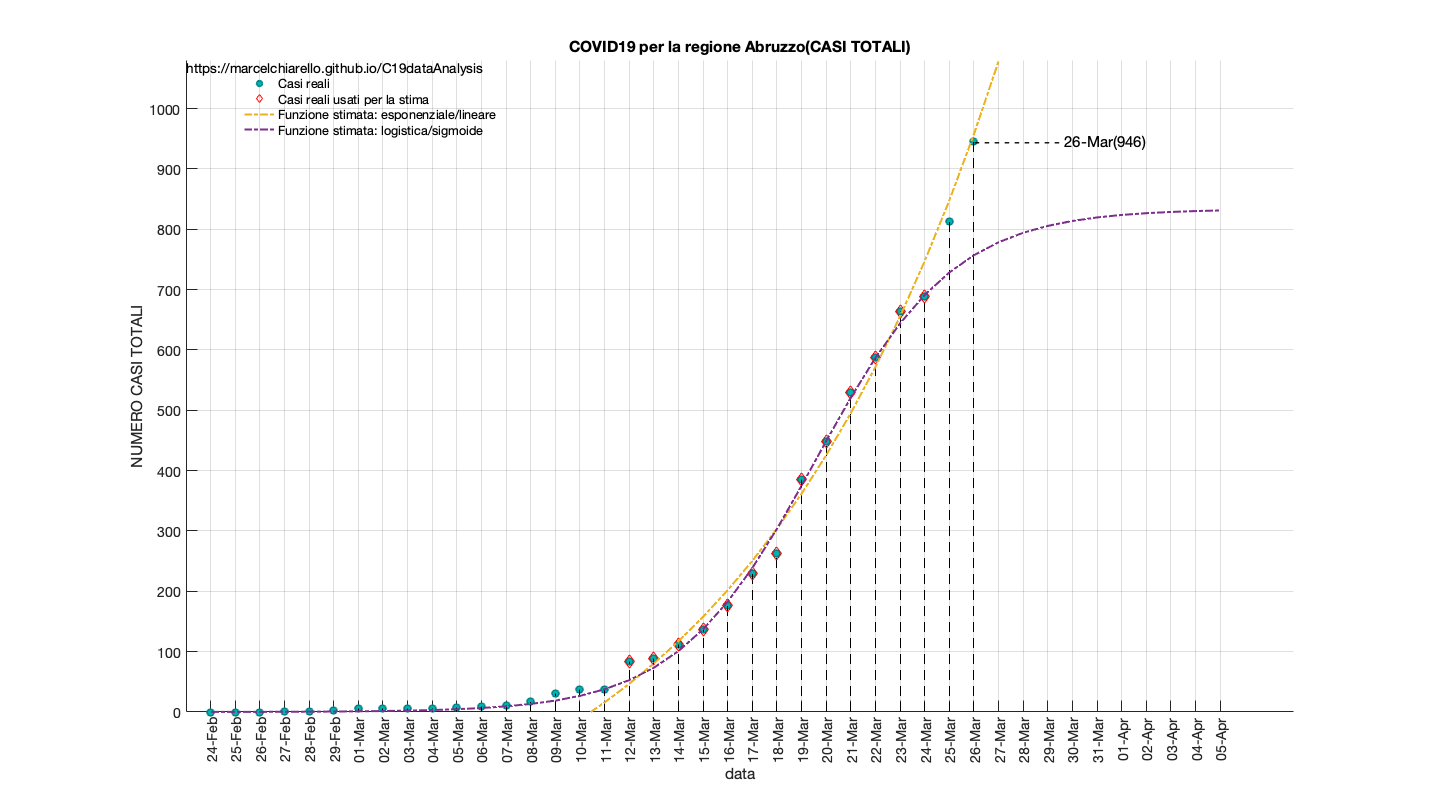 COVID19 per la regione Abruzzo(CASI TOTALI)
https://marcelchiarello.github.io/C19dataAnalysis
Casi reali
Casi reali usati per la stima
Funzione stimata: esponenziale/lineare
Funzione stimata: logistica/sigmoide
26-Mar(946)
NUMERO CASI TOTALI
1000
900
800
700
600
500
400
300
200
100
0
24-Feb
25-Feb
26-Feb
27-Feb
28-Feb
29-Feb
01-Mar
02-Mar
03-Mar
04-Mar
05-Mar
06-Mar
07-Mar
08-Mar
09-Mar
10-Mar
11-Mar
12-Mar
13-Mar
14-Mar
15-Mar
16-Mar
17-Mar
18-Mar
19-Mar
20-Mar
21-Mar
22-Mar
23-Mar
24-Mar
25-Mar
26-Mar
27-Mar
28-Mar
29-Mar
30-Mar
31-Mar
01-Apr
02-Apr
03-Apr
04-Apr
05-Apr
data